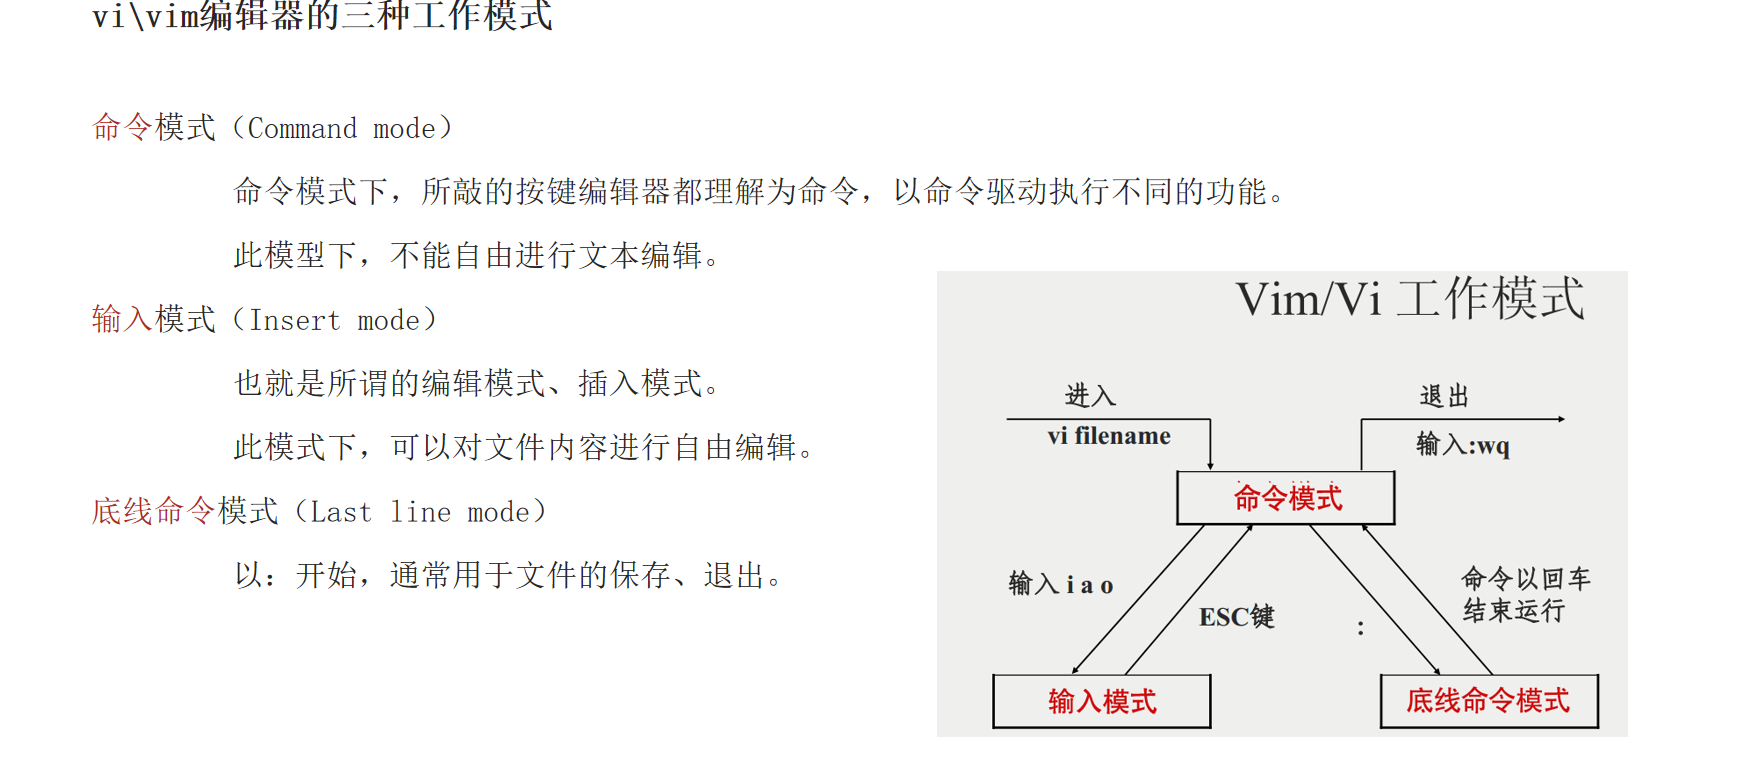 vi\vim编辑器的三种工作模式
命令模式（Command mode）
命令模式下，所敲的按键编辑器都理解为命令，以命令驱动执行不同的功能。
此模型下，不能自由进行文本编辑。
输入模式（Insert mode）
也就是所谓的编辑模式、插入模式。
此模式下，可以对文件内容进行自由编辑。
底线命令模式（Last line mode）
以：开始，通常用于文件的保存、退出。
Vim/Vi 工作模式
进入
vi filename
退出
输入:wq
命令模式
输入 i a o
ESC键
:
命令以回车
结束运行
输入模式
底线命令模式